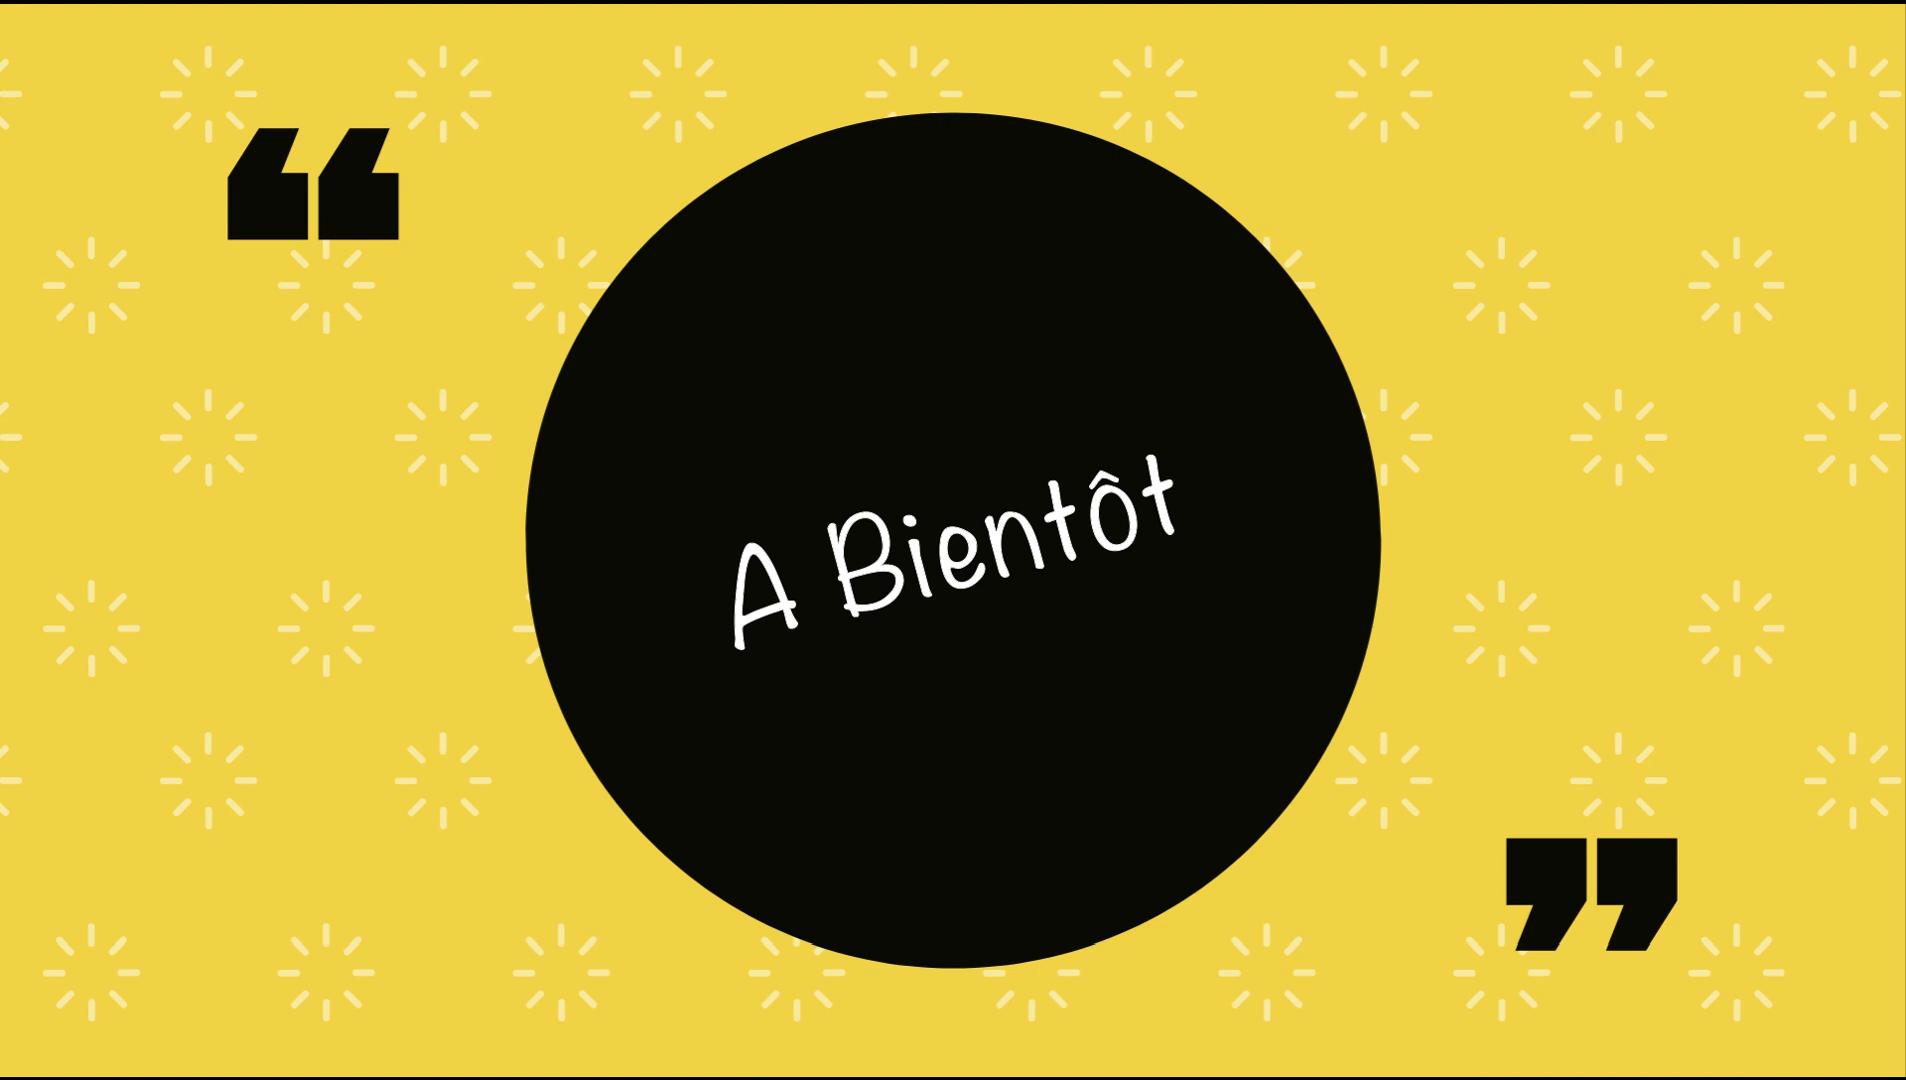 “
A Bientôt
”